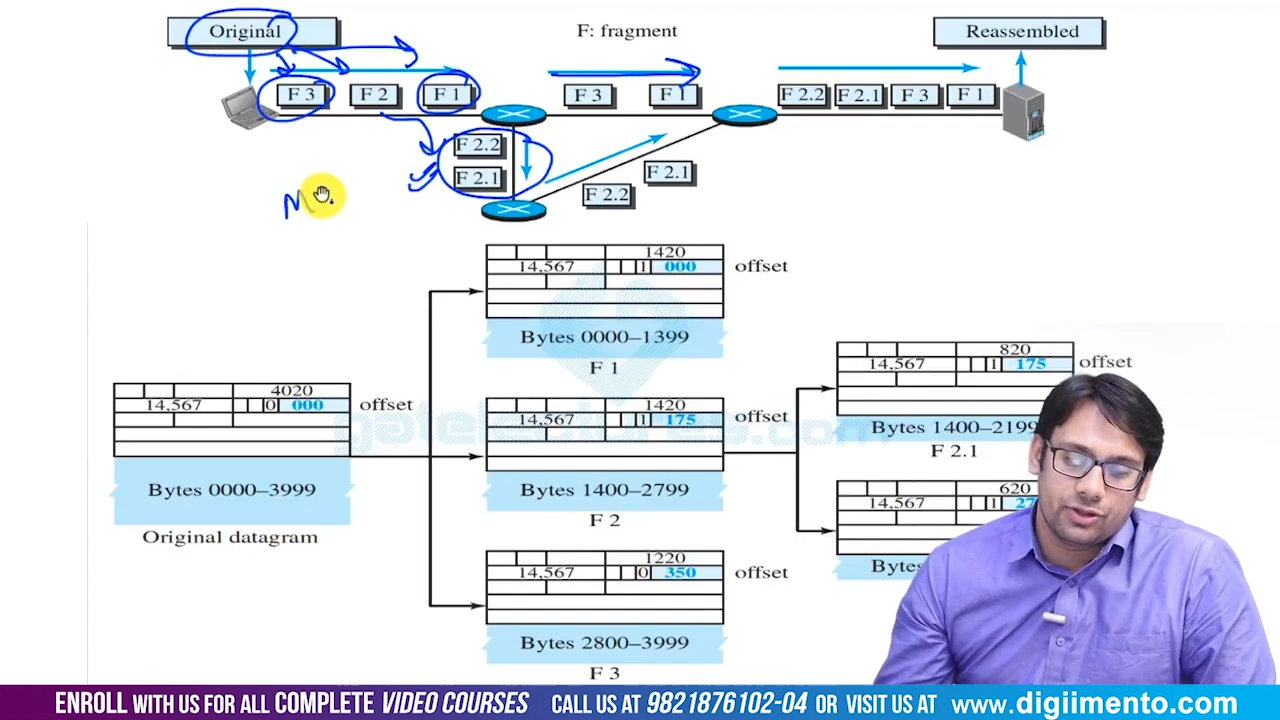 Original
F: fragment
Reassembled
F 3
F 2
F 1
F 3
F 1
F 2.2
F 2.1
F 3
F 1
F 2.2
F 2.1
F 2.2
F 2.1
M
1420
14,567 1 000 offset
Bytes 0000–1399
F 1
4020
14,567 0 000 offset
Bytes 0000–3999
Original datagram
1420
14,567 1 175 offset
Bytes 1400–2799
F 2
1220
14,567 0 350 offset
Bytes 2800–3999
F 3
820
14,567 1 175 offset
Bytes 1400–2199
F 2.1
620
14,567 1 27
Bytes
gatelectures.com
ENROLL WITH US FOR ALL COMPLETE VIDEO COURSES CALL US AT 9821876102-04 OR VISIT US AT www.digiimento.com